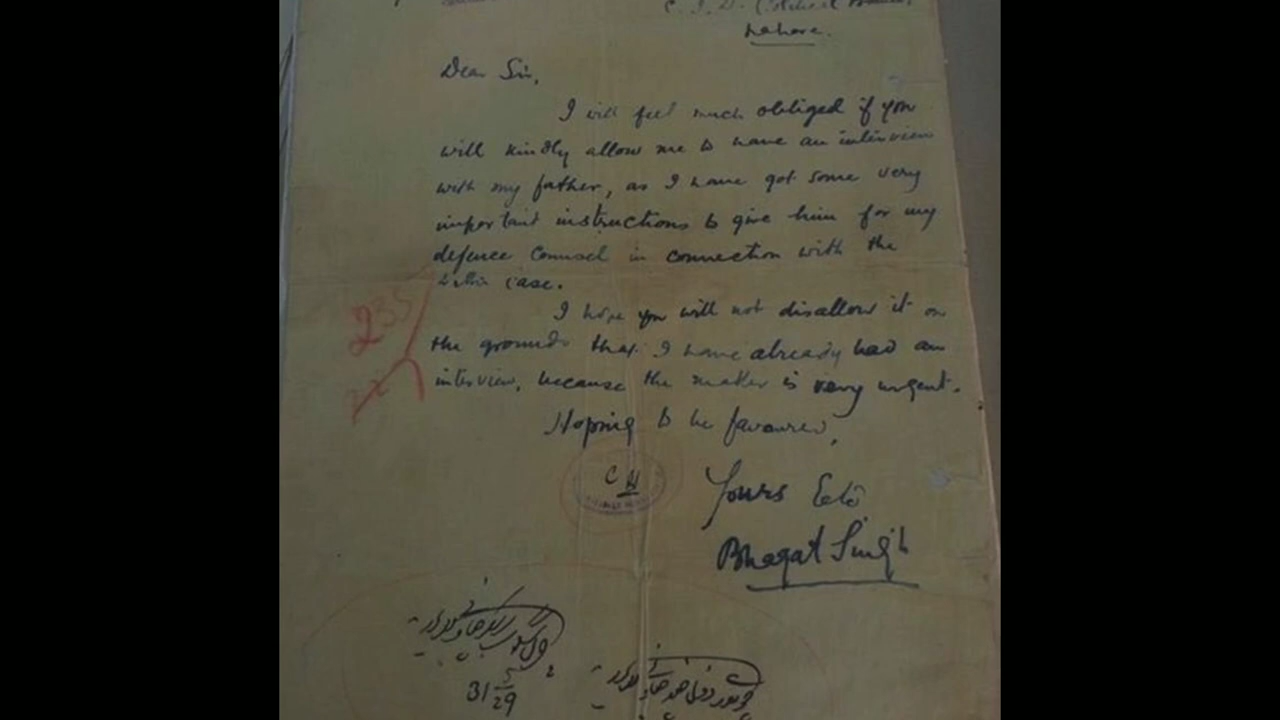 C. I. D.
Lahore.
Dear Sir,
I will feel much obliged if you
will kindly allow me to have an interview
with my father, as I have got some very
important instructions to give him for my
defence Counsel in connection with the
case.
I hope you will not disallow it on
the grounds that I have already had an
interview, because the matter is very urgent.
Hoping to be favoured,
Yours Etc
Bhagat Singh
235
31 5/29